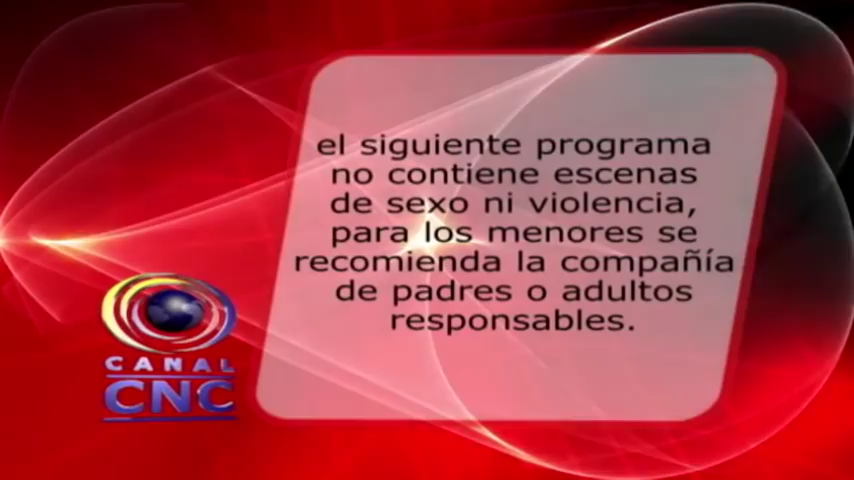 el siguiente programa
no contiene escenas
de sexo ni violencia,
para los menores se
recomienda la compañía
de padres o adultos
responsables.
CANAL
CNC